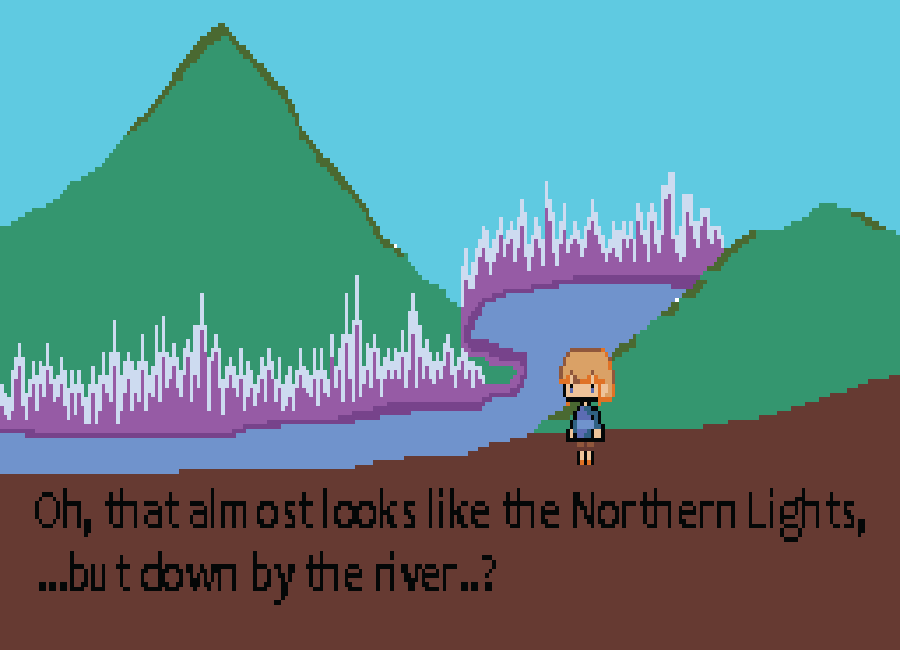 Oh, that almost looks like the Northern Lights,
...but down by the river..?